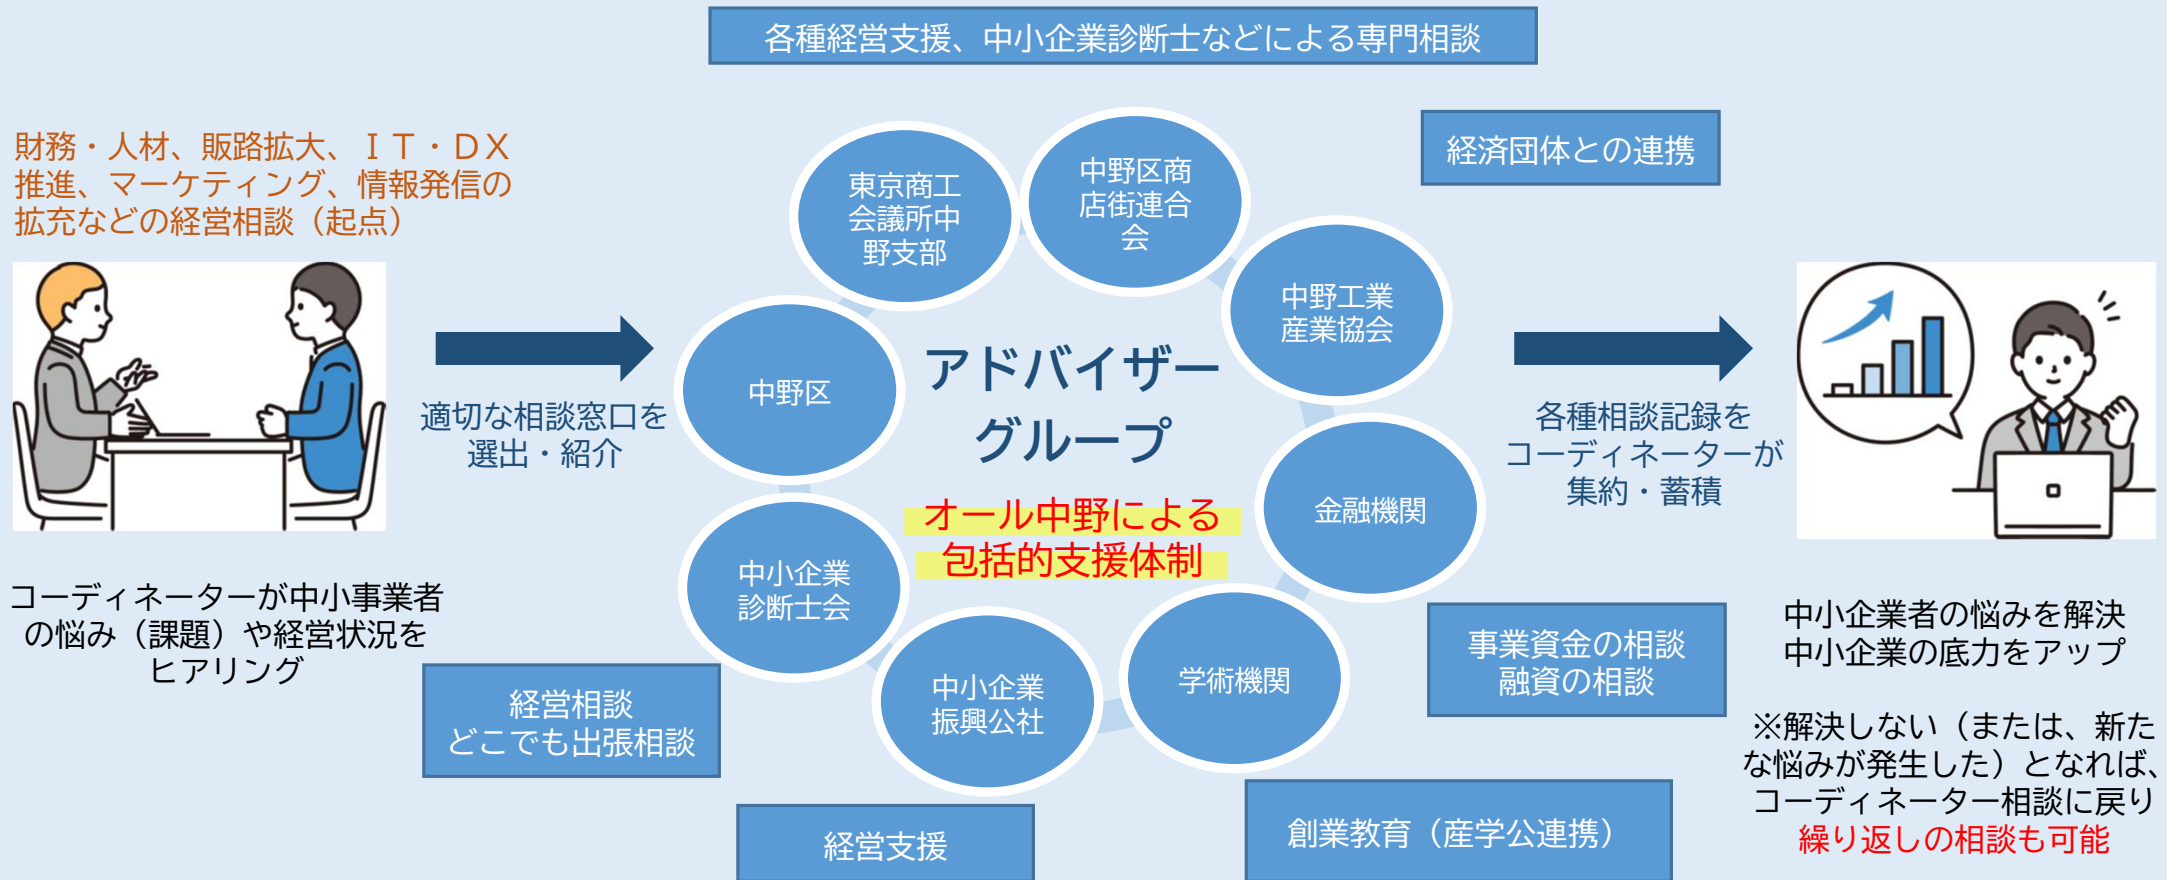 各種経営支援、中小企業診断士などによる専門相談
財務・人材、販路拡大、ＩＴ・ＤＸ
推進、マーケティング、情報発信の
拡充などの経営相談（起点）
コーディネーターが中小事業者
の悩み（課題）や経営状況を
ヒアリング
適切な相談窓口を
選出・紹介
東京商工
会議所中
野支部
中野区商
店街連合
会
経済団体との連携
中野工業
産業協会
中野区
アドバイザー
グループ
オール中野による
包括的支援体制
金融機関
中小企業
診断士会
中小企業
振興公社
学術機関
経営相談
どこでも出張相談
経営支援
創業教育（産学公連携）
事業資金の相談
融資の相談
各種相談記録を
コーディネーターが
集約・蓄積
中小企業者の悩みを解決
中小企業の底力をアップ
※解決しない（または、新た
な悩みが発生した）となれば、
コーディネーター相談に戻り
繰り返しの相談も可能